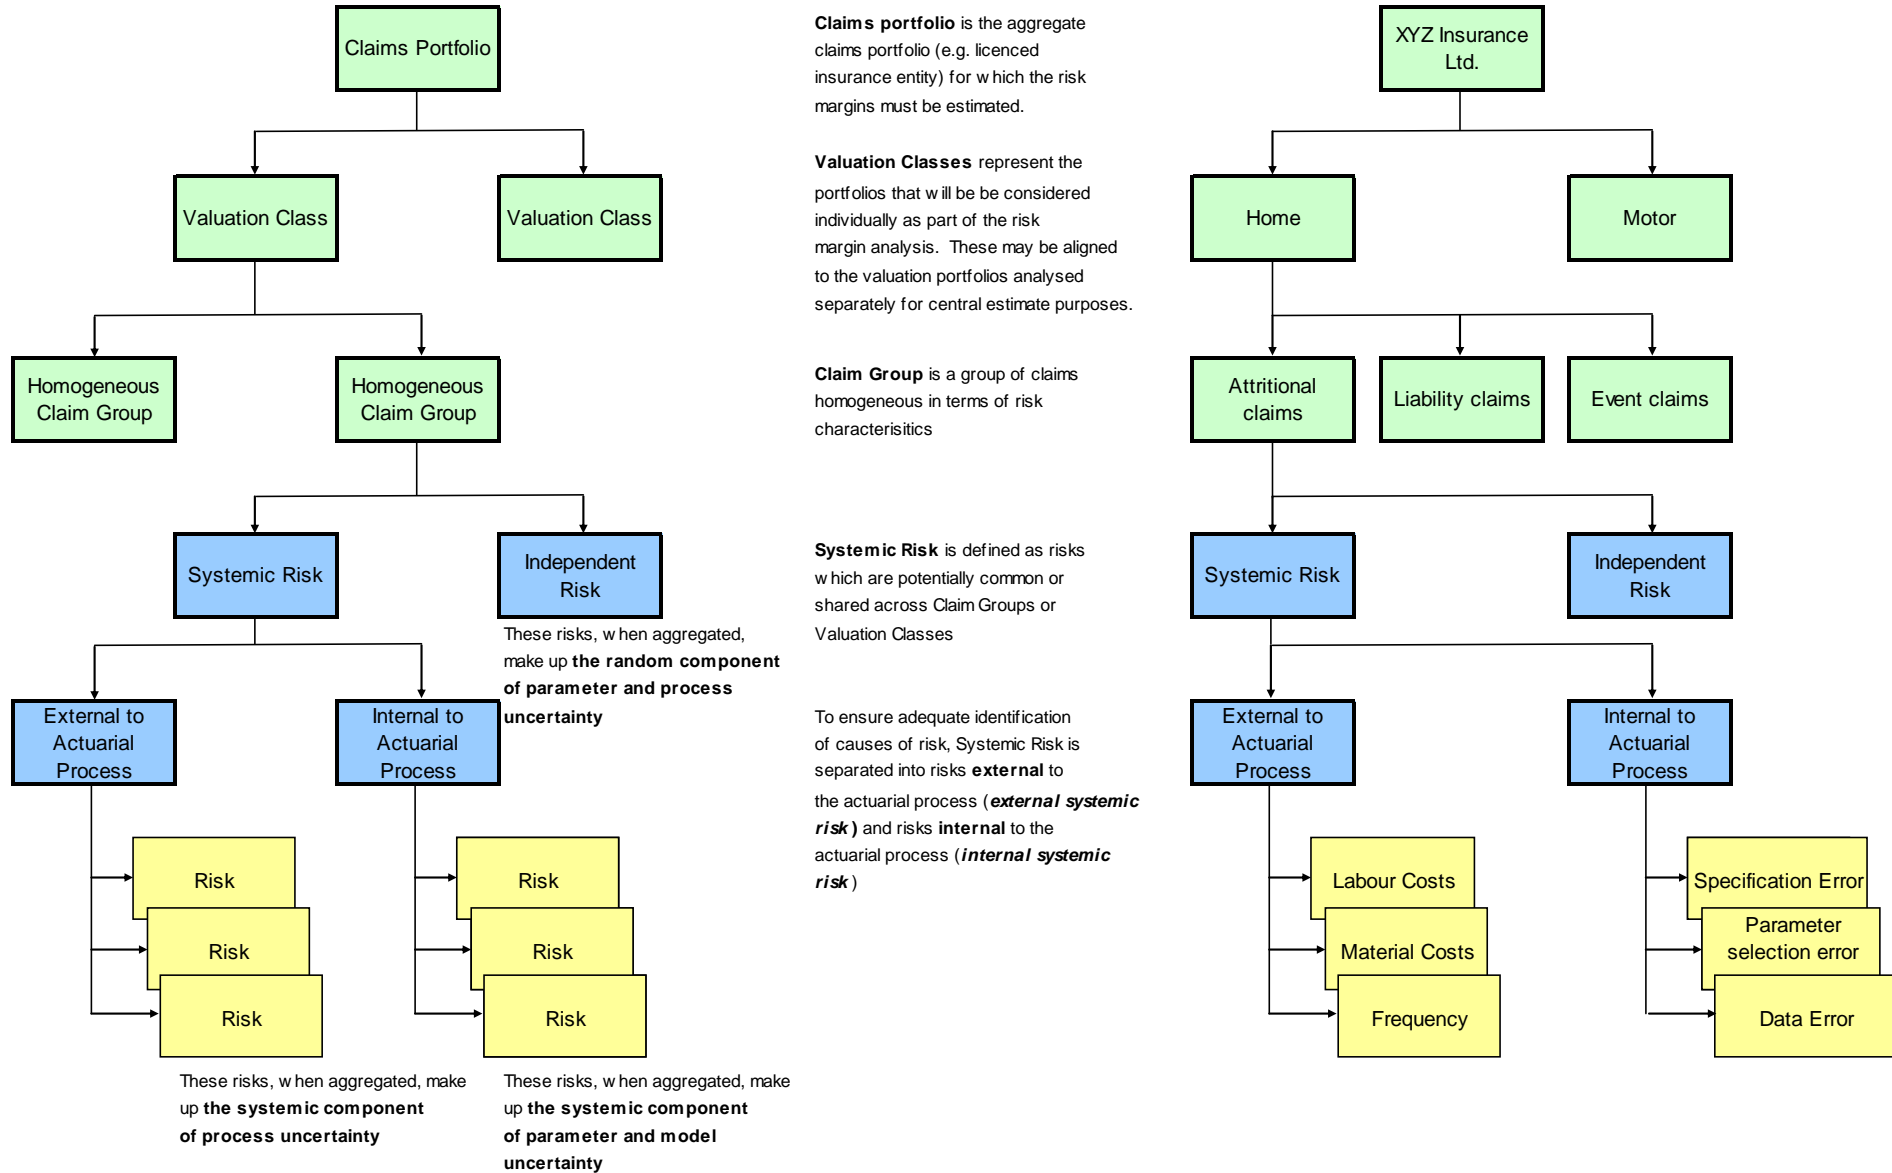 Claims Portfolio
Valuation Class
Valuation Class
Homogeneous
Claim Group
Homogeneous
Claim Group
Systemic Risk
Independent
Risk
These risks, when aggregated,
make up the random component
of parameter and process
uncertainty
External to
Actuarial
Process
Internal to
Actuarial
Process
Risk
Risk
Risk
Risk
Risk
Risk
These risks, when aggregated, make
up the systemic component
of process uncertainty
These risks, when aggregated, make
up the systemic component
of parameter and model
uncertainty
Claims portfolio is the aggregate
claims portfolio (e.g. licenced
insurance entity) for which the risk
margins must be estimated.
Valuation Classes represent the
portfolios that will be be considered
individually as part of the risk
margin analysis. These may be aligned
to the valuation portfolios analysed
separately for central estimate purposes.
Claim Group is a group of claims
homogeneous in terms of risk
characterisitics
Systemic Risk is defined as risks
which are potentially common or
shared across Claim Groups or
Valuation Classes
To ensure adequate identification
of causes of risk, Systemic Risk is
separated into risks external to
the actuarial process (external systemic
risk) and risks internal to the
actuarial process (internal systemic
risk)
XYZ Insurance
Ltd.
Home
Motor
Attritional
claims
Liability claims
Event claims
Systemic Risk
Independent
Risk
External to
Actuarial
Process
Internal to
Actuarial
Process
Labour Costs
Material Costs
Frequency
Specification Error
Parameter
selection error
Data Error